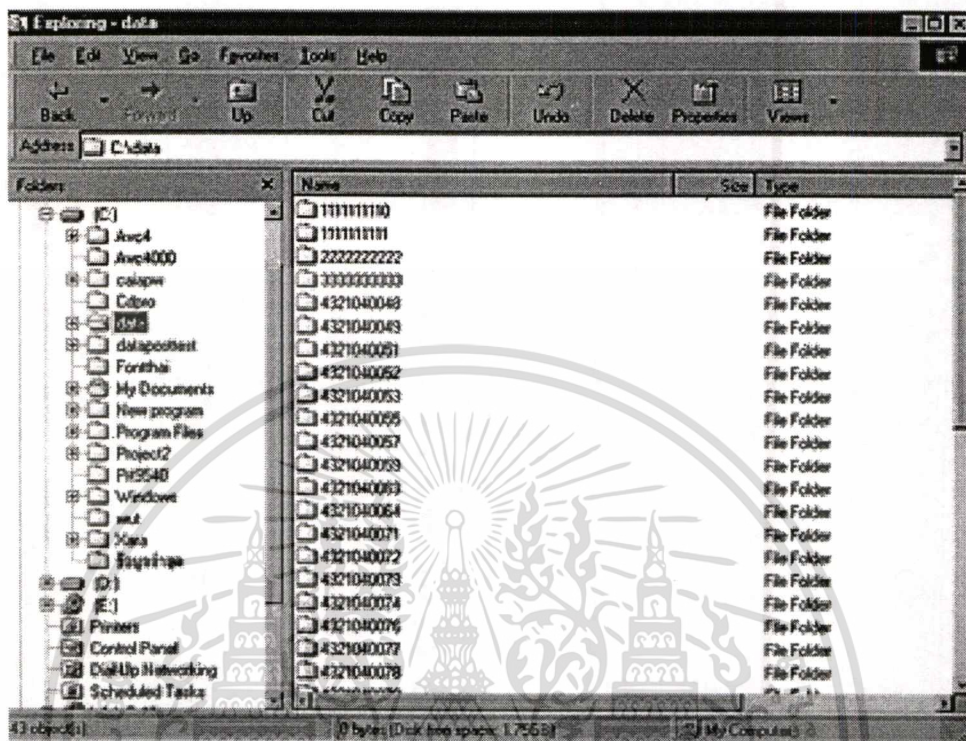 Exploring - data
File Edit View Go Favorites Tools Help
Back Forward Up Cut Copy Paste Undo Delete Properties Views
Address C:\data
Folders
(C:)
Awc4
Awc4000
caiapw
Cdpro
data
dataposttest
Fontthai
My Documents
New program
Program Files
Project2
Windows
wut
Xara
(D:)
(E:)
Printers
Control Panel
Dial-Up Networking
Scheduled Tasks
Name Size Type
1111111110 File Folder
1111111111 File Folder
2222222222 File Folder
3333333333 File Folder
4321040048 File Folder
4321040049 File Folder
4321040051 File Folder
4321040052 File Folder
4321040053 File Folder
4321040055 File Folder
4321040057 File Folder
4321040059 File Folder
4321040063 File Folder
4321040064 File Folder
4321040071 File Folder
4321040072 File Folder
4321040073 File Folder
4321040074 File Folder
4321040076 File Folder
4321040077 File Folder
4321040078 File Folder
43 object(s) 0 bytes (Disk free space: 1.75GB) My Computer